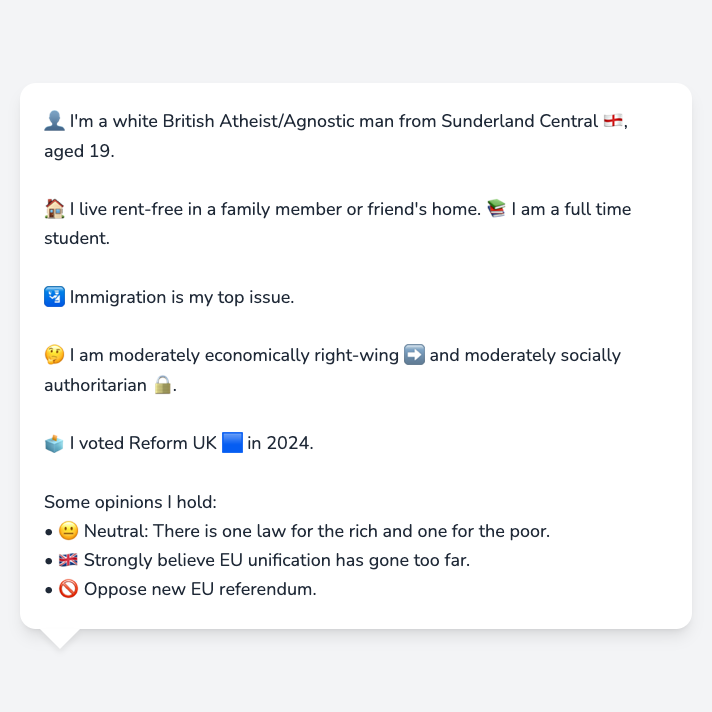 👤 I'm a white British Atheist/Agnostic man from Sunderland Central 🏴󠁧󠁢󠁥󠁮󠁧󠁿,
aged 19.
🏠 I live rent-free in a family member or friend's home. 📚 I am a full time
student.
🛂 Immigration is my top issue.
🤔 I am moderately economically right-wing ➡️ and moderately socially
authoritarian 🔒.
🗳️ I voted Reform UK 🟦 in 2024.
Some opinions I hold:
• 😐 Neutral: There is one law for the rich and one for the poor.
• 🇬🇧 Strongly believe EU unification has gone too far.
• 🚫 Oppose new EU referendum.